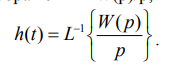 h(t) = L⁻¹{W(p)/p}.